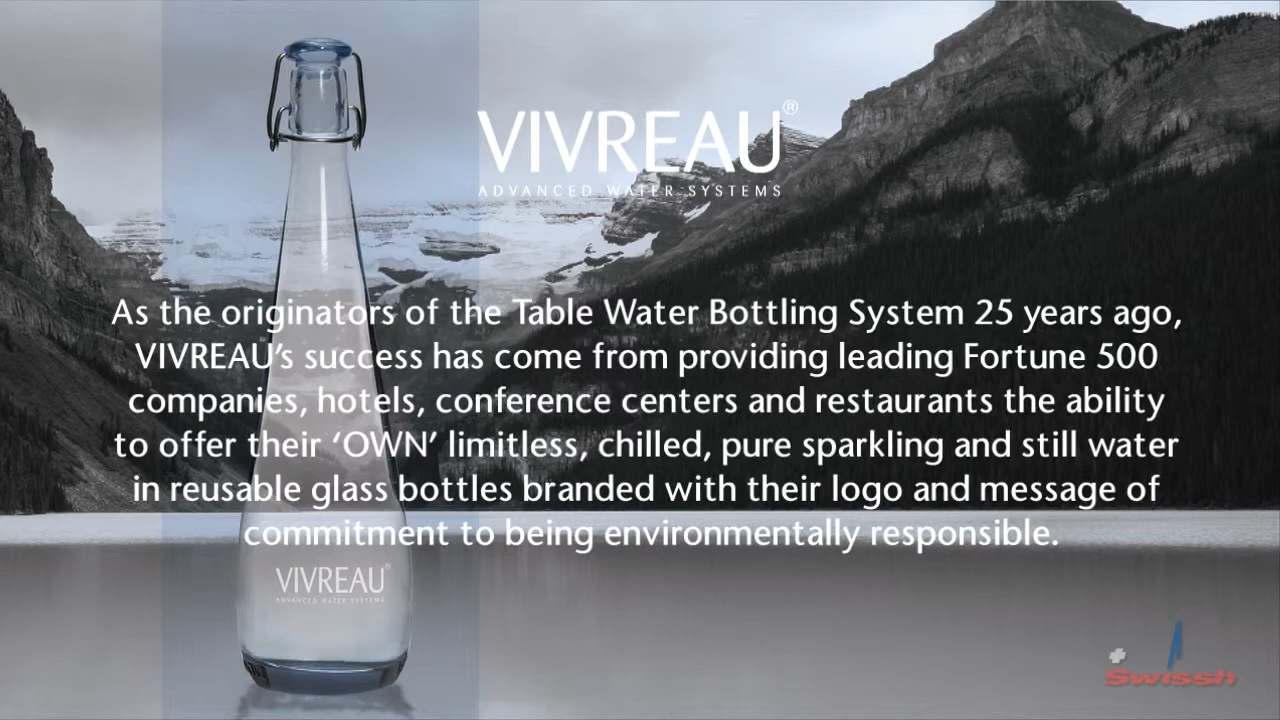 VIVREAU®
ADVANCED WATER SYSTEMS
As the originators of the Table Water Bottling System 25 years ago,
VIVREAU’s success has come from providing leading Fortune 500
companies, hotels, conference centers and restaurants the ability
to offer their ‘OWN’ limitless, chilled, pure sparkling and still water
in reusable glass bottles branded with their logo and message of
commitment to being environmentally responsible.
VIVREAU®
ADVANCED WATER SYSTEMS
Swissh